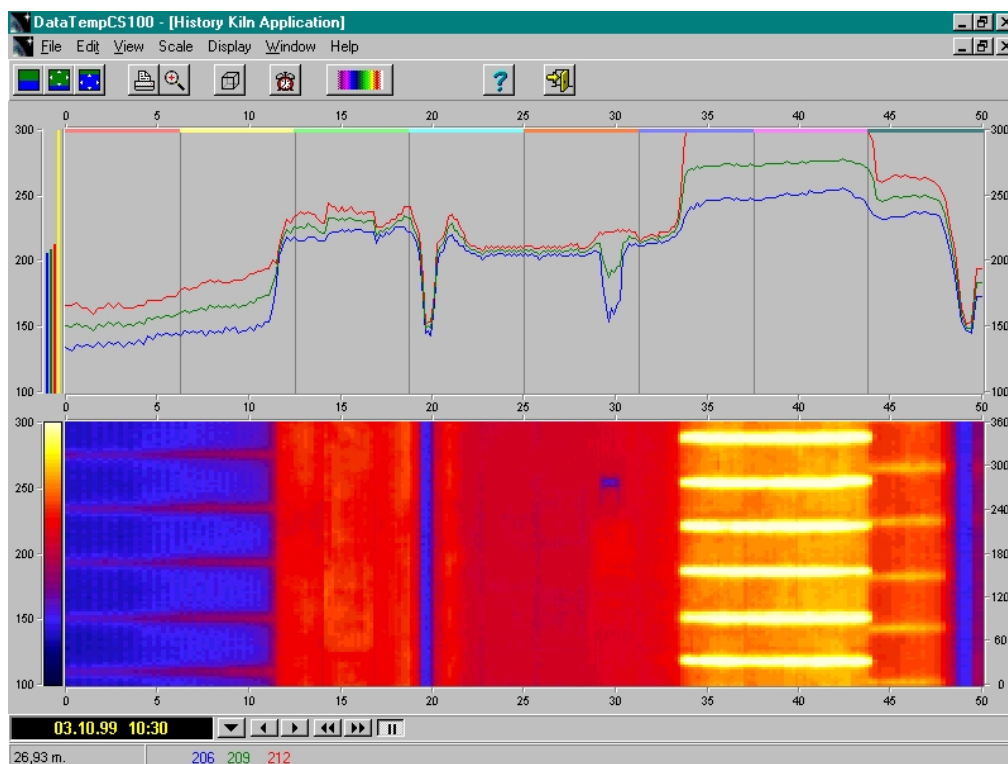 DataTempCS100 - [History Kiln Application]
File Edit View Scale Display Window Help
0 5 10 15 20 25 30 35 40 45 50
300 300
250 250
200 200
150 150
100 100
0 5 10 15 20 25 30 35 40 45 50
300 360
250 300
200 240
150 180
100 120
60
0
0 5 10 15 20 25 30 35 40 45 50
03.10.99 10:30
26,93 m. 206 209 212